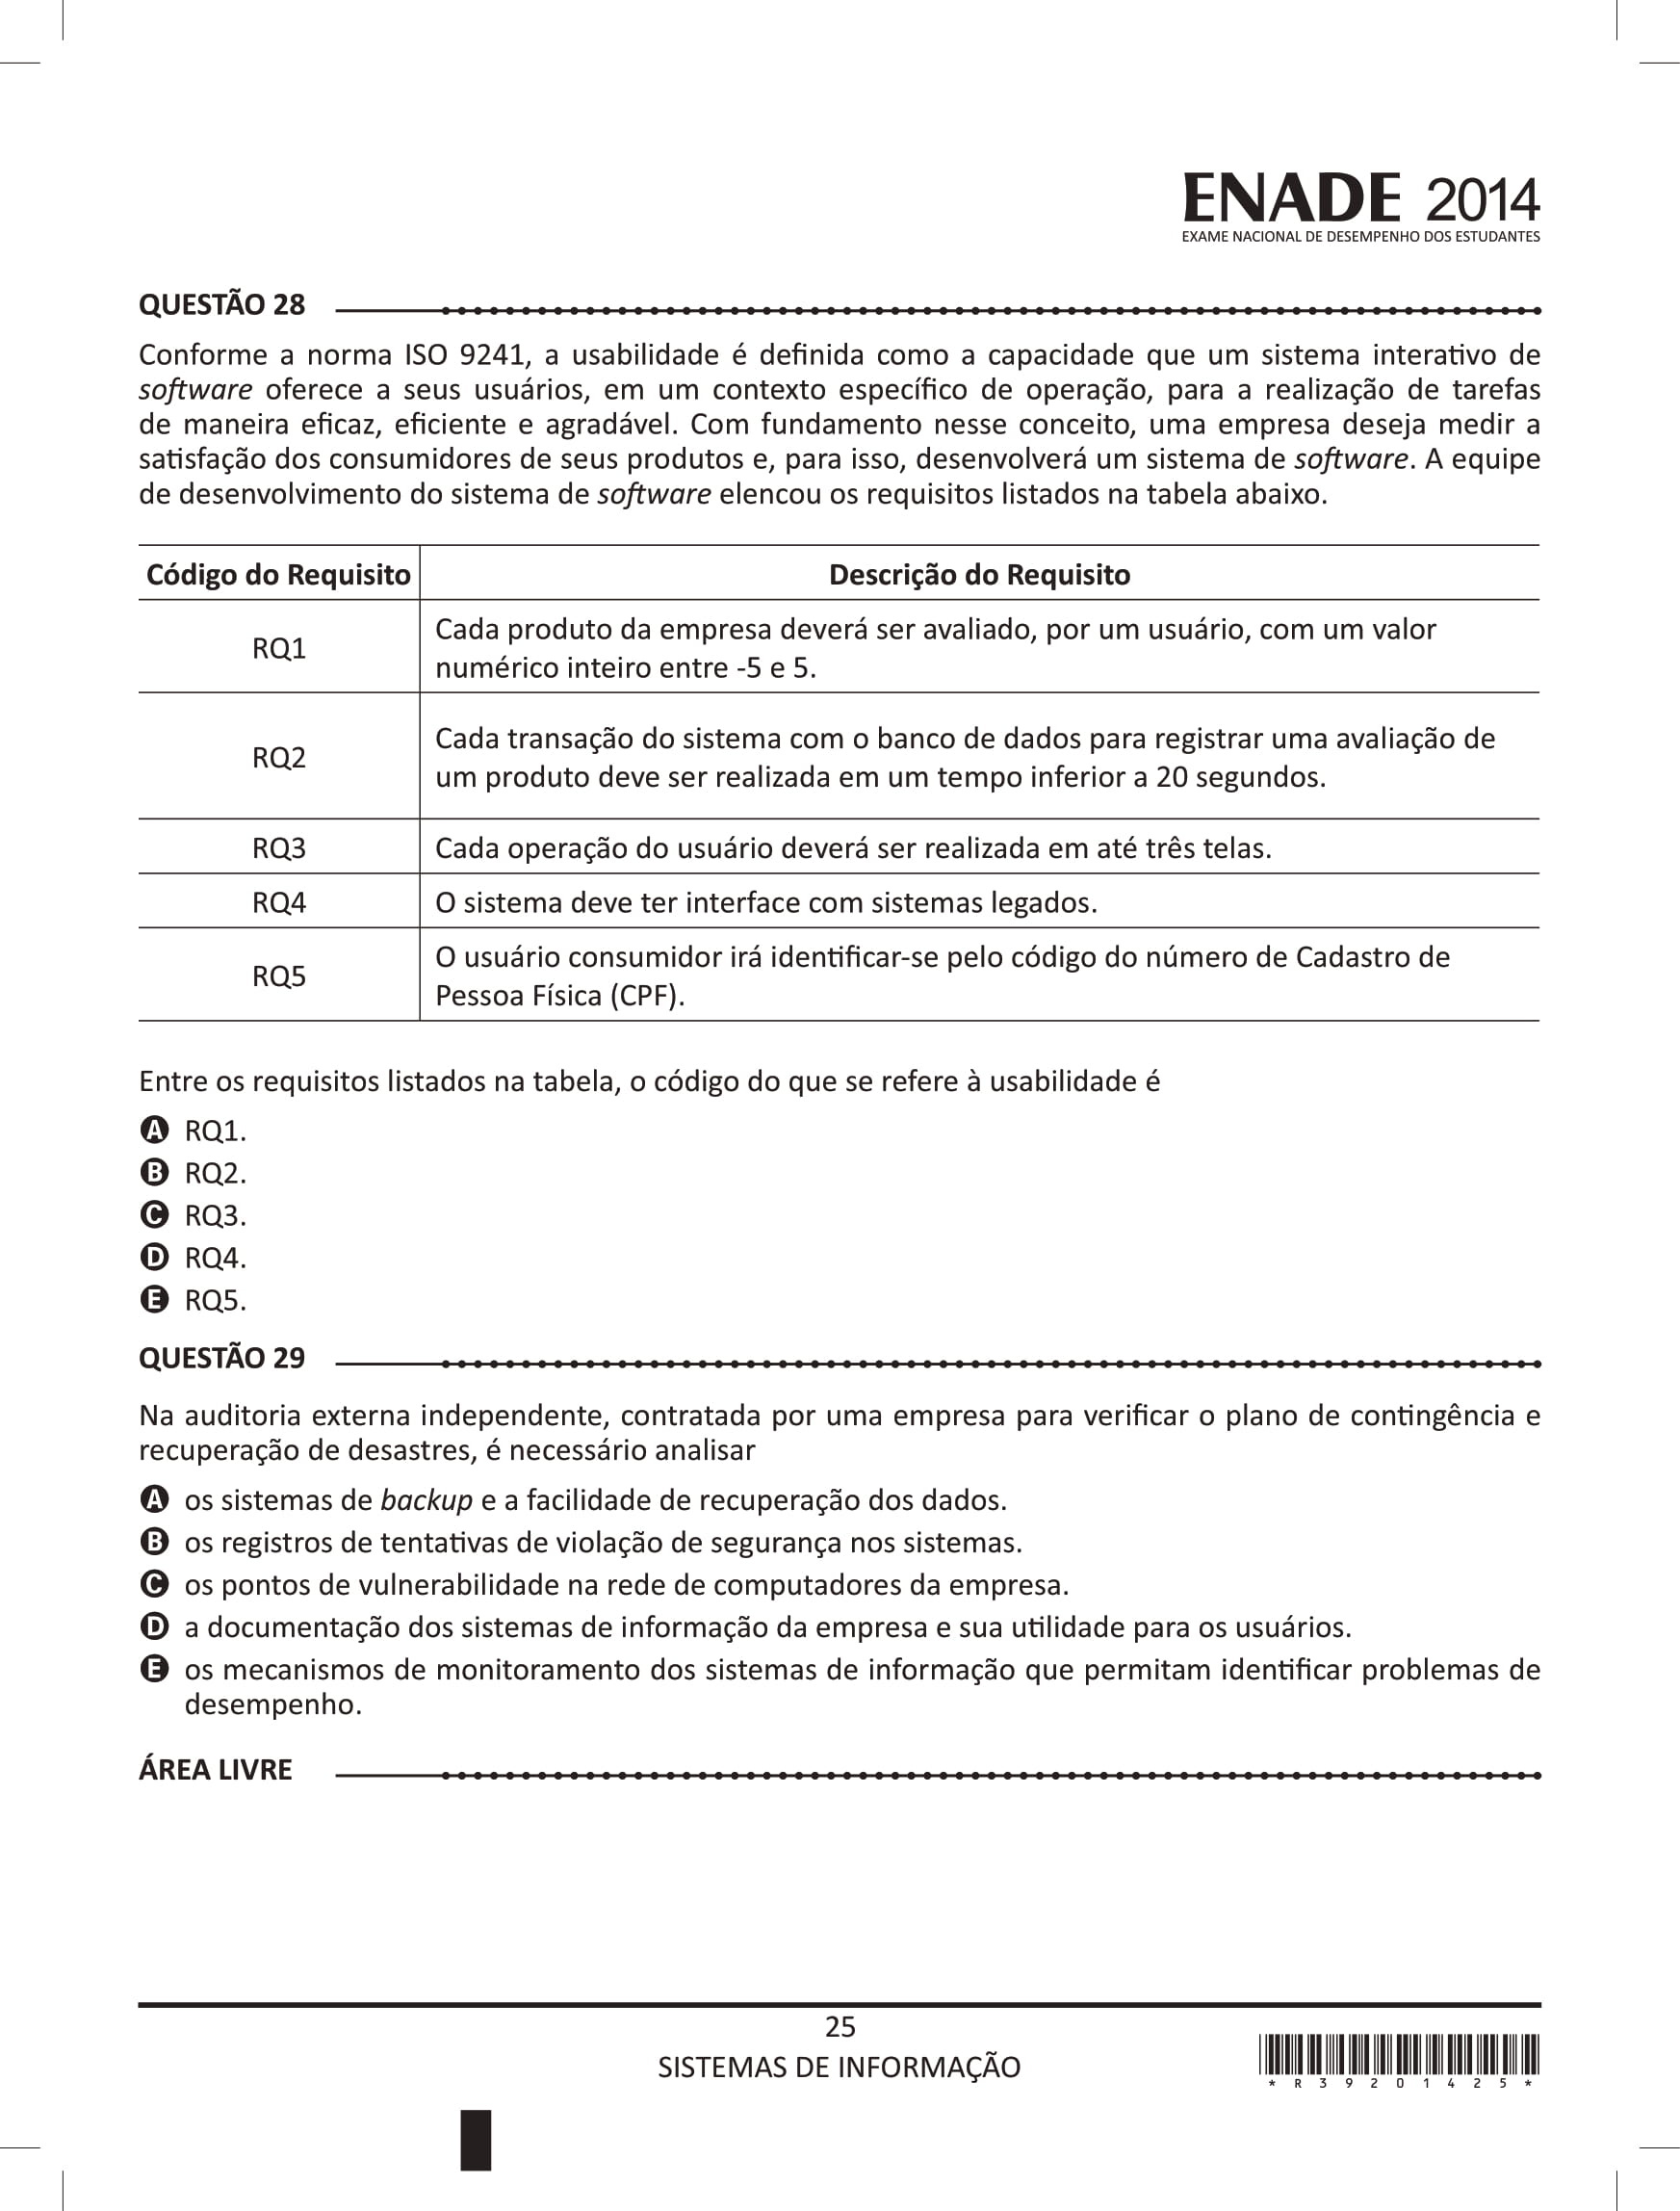 ENADE 2014
EXAME NACIONAL DE DESEMPENHO DOS ESTUDANTES
QUESTÃO 28
Conforme a norma ISO 9241, a usabilidade é definida como a capacidade que um sistema interativo de
software oferece a seus usuários, em um contexto específico de operação, para a realização de tarefas
de maneira eficaz, eficiente e agradável. Com fundamento nesse conceito, uma empresa deseja medir a
satisfação dos consumidores de seus produtos e, para isso, desenvolverá um sistema de software. A equipe
de desenvolvimento do sistema de software elencou os requisitos listados na tabela abaixo.
Código do Requisito Descrição do Requisito
RQ1 Cada produto da empresa deverá ser avaliado, por um usuário, com um valor
numérico inteiro entre -5 e 5.
RQ2 Cada transação do sistema com o banco de dados para registrar uma avaliação de
um produto deve ser realizada em um tempo inferior a 20 segundos.
RQ3 Cada operação do usuário deverá ser realizada em até três telas.
RQ4 O sistema deve ter interface com sistemas legados.
RQ5 O usuário consumidor irá identificar-se pelo código do número de Cadastro de
Pessoa Física (CPF).
Entre os requisitos listados na tabela, o código do que se refere à usabilidade é
A RQ1.
B RQ2.
C RQ3.
D RQ4.
E RQ5.
QUESTÃO 29
Na auditoria externa independente, contratada por uma empresa para verificar o plano de contingência e
recuperação de desastres, é necessário analisar
A os sistemas de backup e a facilidade de recuperação dos dados.
B os registros de tentativas de violação de segurança nos sistemas.
C os pontos de vulnerabilidade na rede de computadores da empresa.
D a documentação dos sistemas de informação da empresa e sua utilidade para os usuários.
E os mecanismos de monitoramento dos sistemas de informação que permitam identificar problemas de
desempenho.
ÁREA LIVRE
25
SISTEMAS DE INFORMAÇÃO
* R 3 9 2 0 1 4 2 5 *